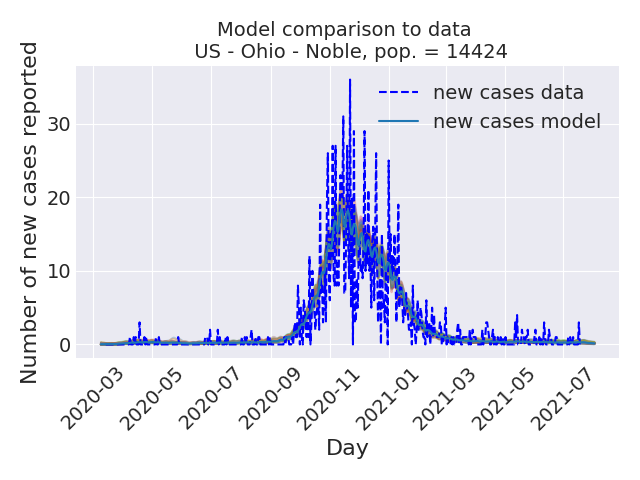 Model comparison to data
US - Ohio - Noble, pop. = 14424
new cases data
new cases model
Number of new cases reported
30
20
10
0
2020-03
2020-05
2020-07
2020-09
2020-11
2021-01
2021-03
2021-05
2021-07
Day